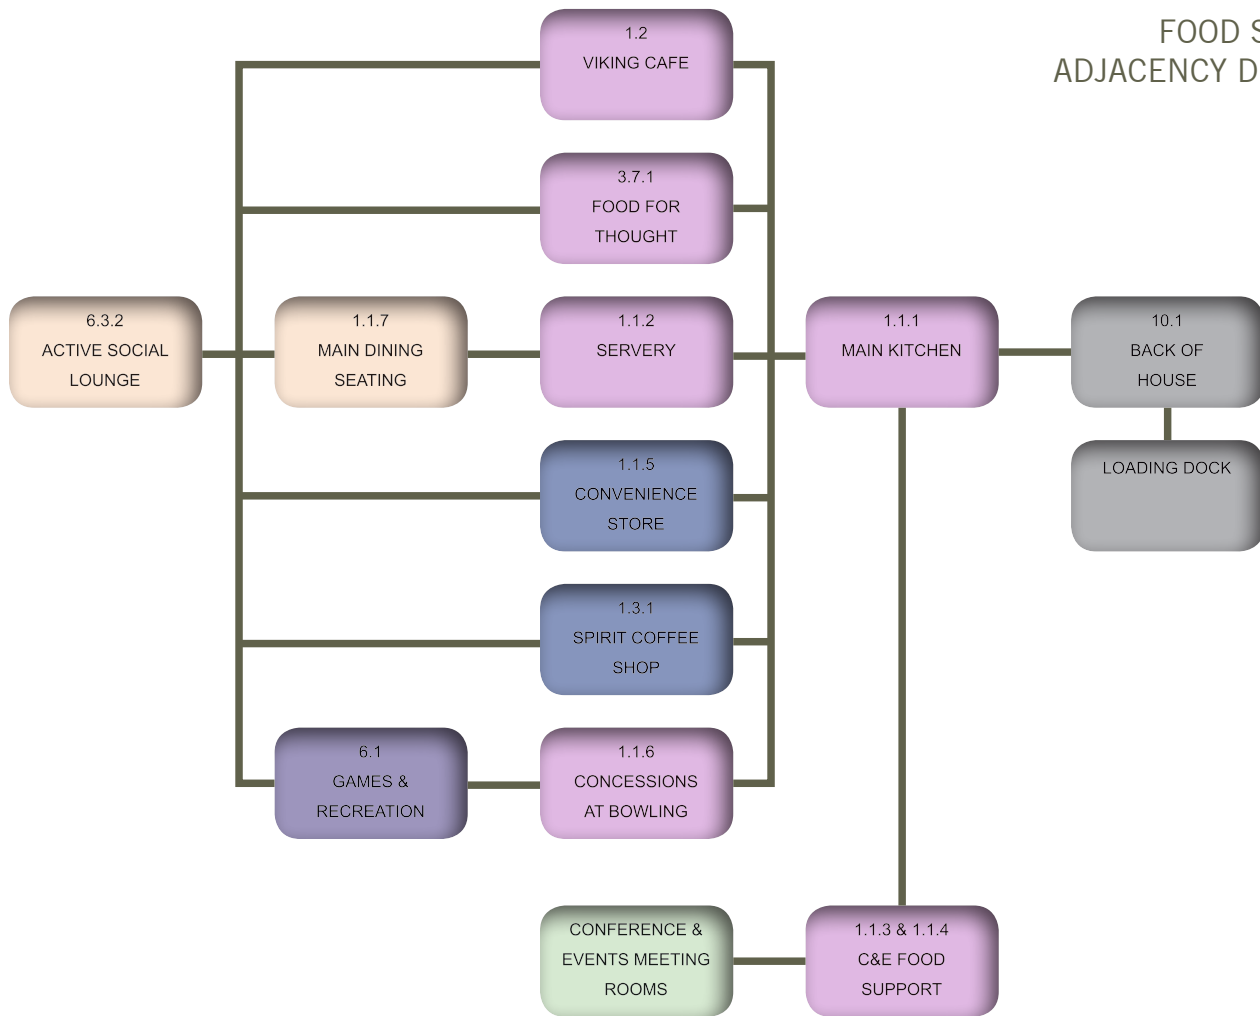 FOOD S
ADJACENCY D
1.2
VIKING CAFE
3.7.1
FOOD FOR
THOUGHT
6.3.2
ACTIVE SOCIAL
LOUNGE
1.1.7
MAIN DINING
SEATING
1.1.2
SERVERY
1.1.1
MAIN KITCHEN
10.1
BACK OF
HOUSE
1.1.5
CONVENIENCE
STORE
LOADING DOCK
1.3.1
SPIRIT COFFEE
SHOP
6.1
GAMES &
RECREATION
1.1.6
CONCESSIONS
AT BOWLING
CONFERENCE &
EVENTS MEETING
ROOMS
1.1.3 & 1.1.4
C&E FOOD
SUPPORT